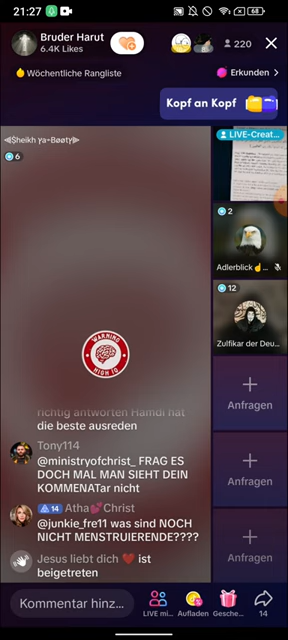 21:27
68
Bruder Harut
6.4K Likes
220
Wöchentliche Rangliste
Erkunden
Kopf an Kopf
LIVE-Creat...
6
2
Adlerblick
12
Zulfikar der Deu...
WARNING
HIGH IQ
Anfragen
richtig antworten Hamdi hat
die beste ausreden
Tony114
@ministryofchrist_ FRAG ES
DOCH MAL MAN SIEHT DEIN
KOMMENATar nicht
14 Atha💕Christ
@junkie_fre11 was sind NOCH
NICHT MENSTRUIERENDE????
Anfragen
Jesus liebt dich ❤️ ist
beigetreten
Anfragen
Kommentar hinz...
LIVE mi...
Aufladen
Gesche...
14